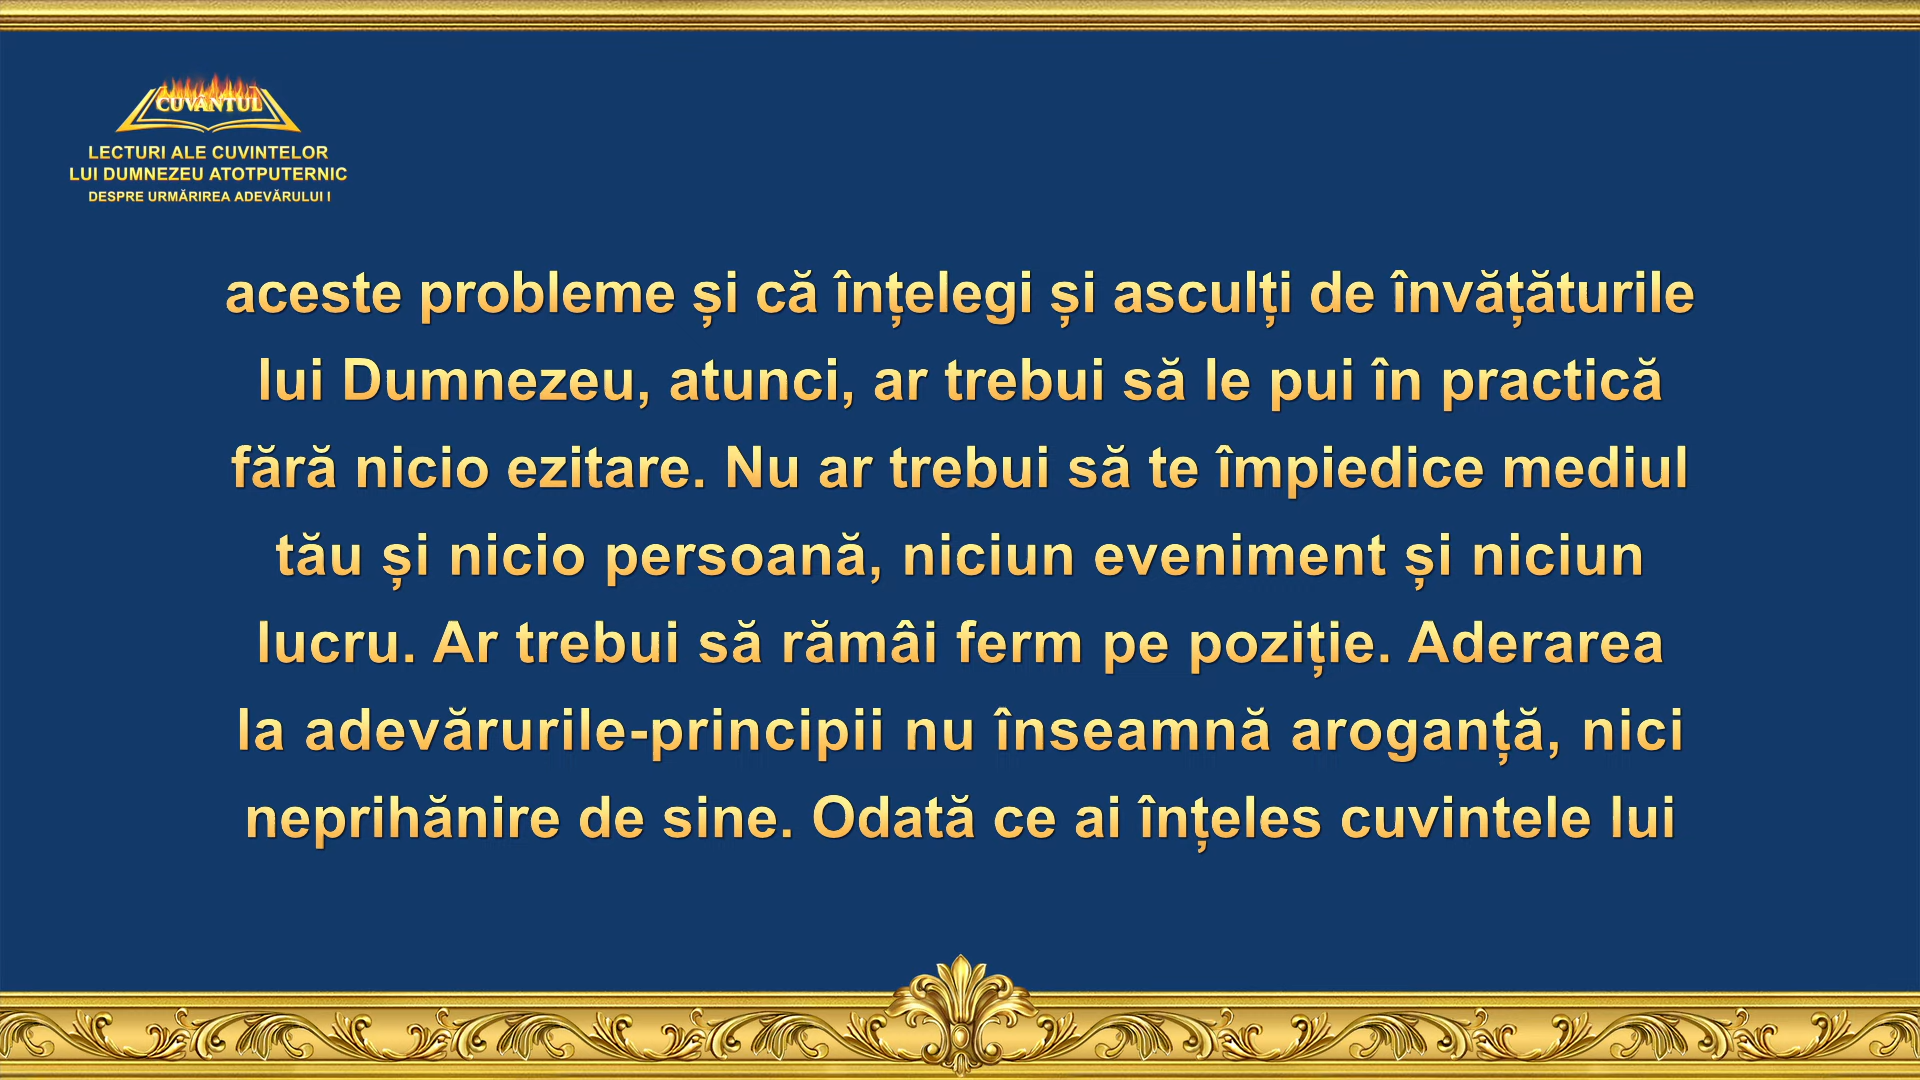 CUVÂNTUL
LECTURI ALE CUVINTELOR
LUI DUMNEZEU ATOTPUTERNIC
DESPRE URMĂRIREA ADEVĂRULUI I
aceste probleme și că înțelegi și asculți de învățăturile
lui Dumnezeu, atunci, ar trebui să le pui în practică
fără nicio ezitare. Nu ar trebui să te împiedice mediul
tău și nicio persoană, niciun eveniment și niciun
lucru. Ar trebui să rămâi ferm pe poziție. Aderarea
la adevărurile-principii nu înseamnă aroganță, nici
neprihănire de sine. Odată ce ai înțeles cuvintele lui